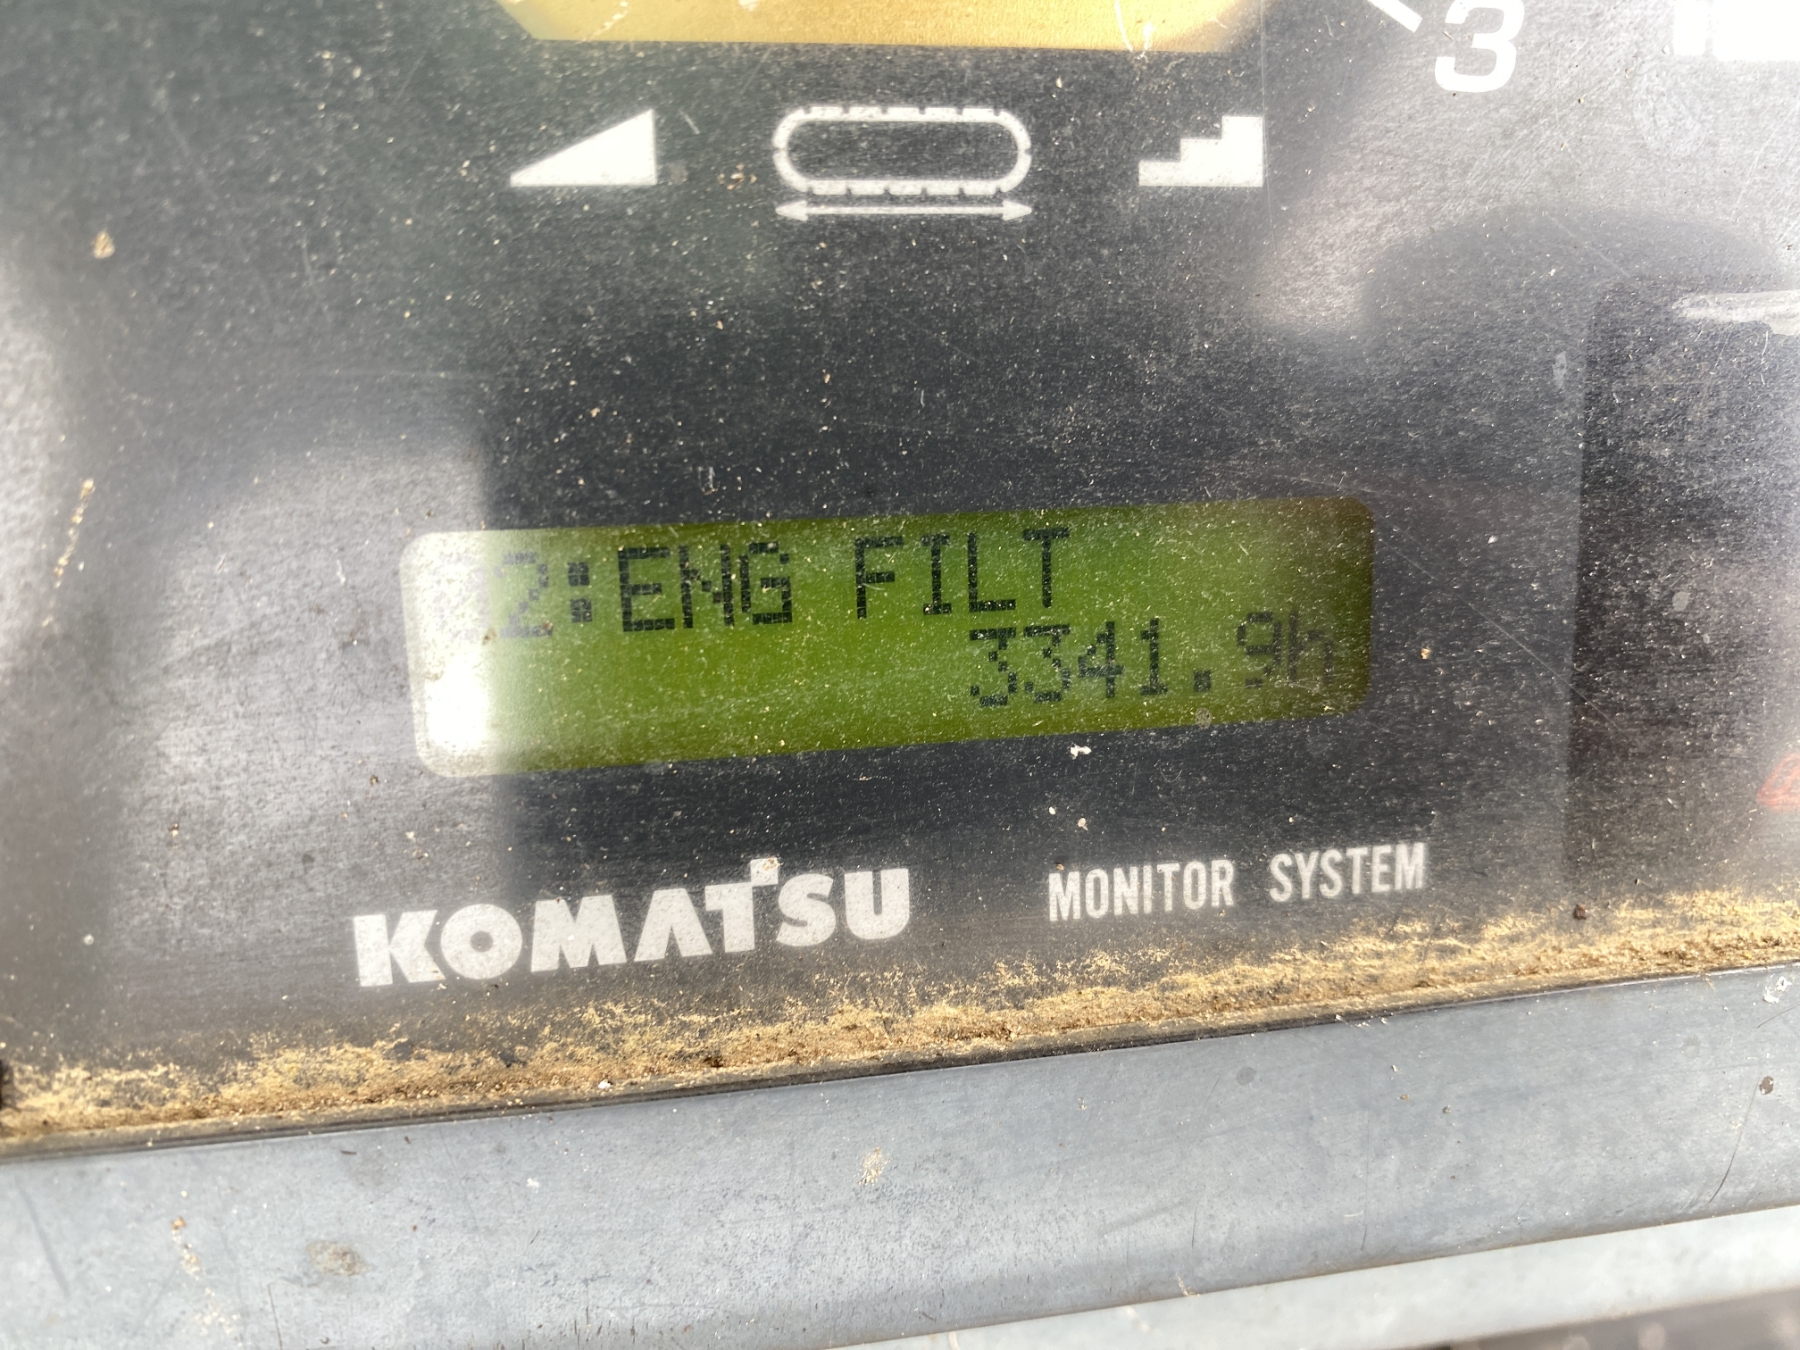 3
2:ENG FILT
3341.9h
KOMATSU MONITOR SYSTEM